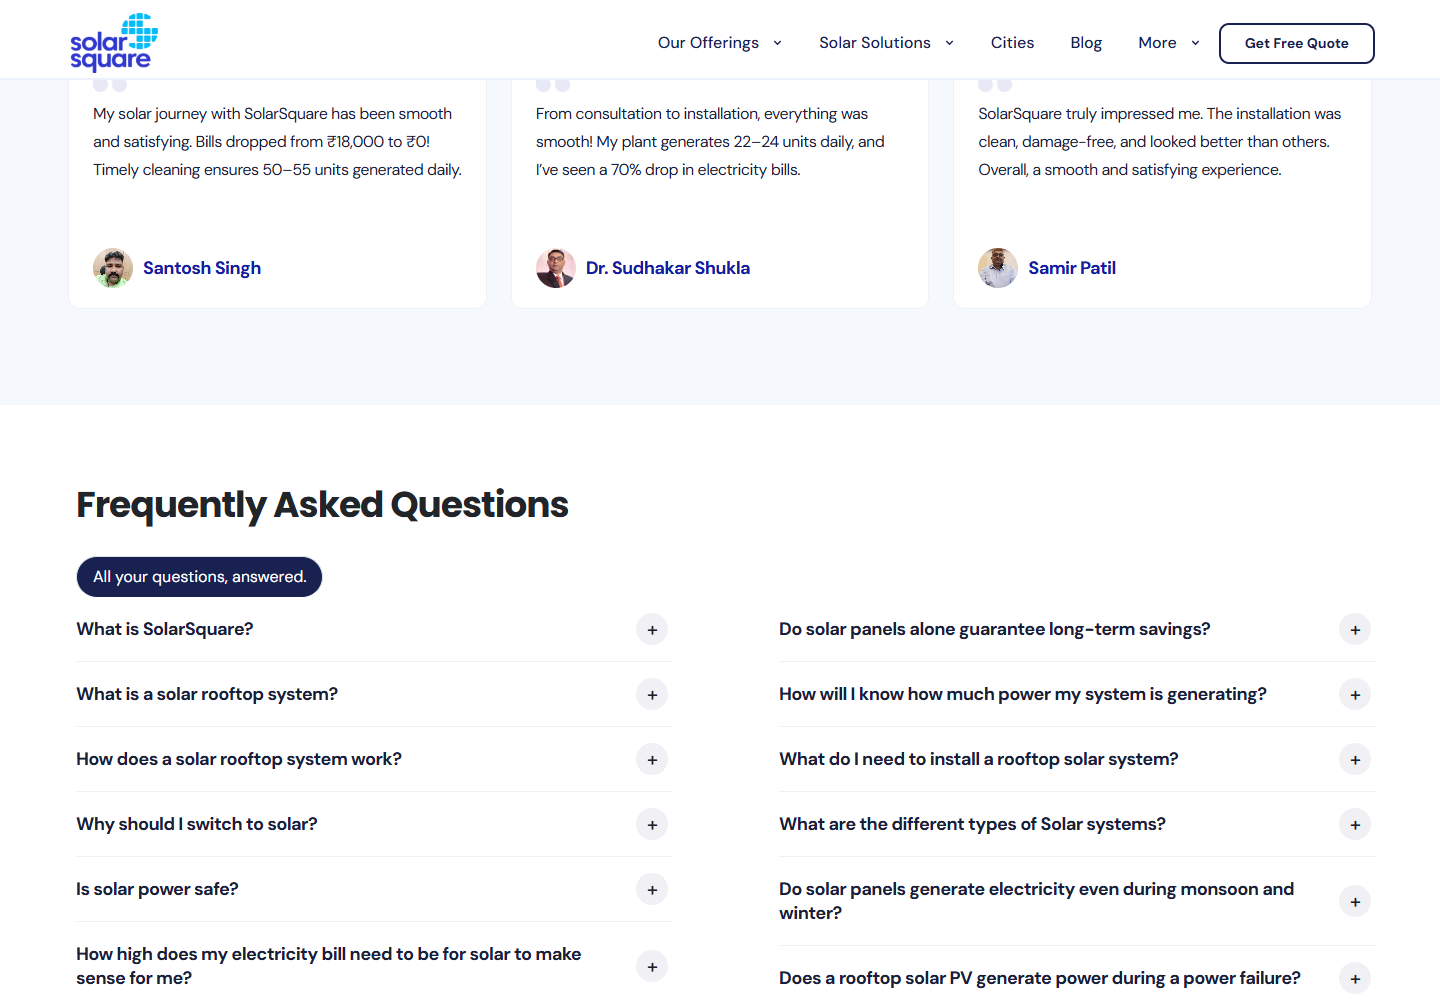 solar
square
Our Offerings
Solar Solutions
Cities
Blog
More
Get Free Quote
My solar journey with SolarSquare has been smooth
and satisfying. Bills dropped from ₹18,000 to ₹0!
Timely cleaning ensures 50–55 units generated daily.
Santosh Singh
From consultation to installation, everything was
smooth! My plant generates 22–24 units daily, and
I’ve seen a 70% drop in electricity bills.
Dr. Sudhakar Shukla
SolarSquare truly impressed me. The installation was
clean, damage-free, and looked better than others.
Overall, a smooth and satisfying experience.
Samir Patil
Frequently Asked Questions
All your questions, answered.
What is SolarSquare?
What is a solar rooftop system?
How does a solar rooftop system work?
Why should I switch to solar?
Is solar power safe?
How high does my electricity bill need to be for solar to make
sense for me?
Do solar panels alone guarantee long-term savings?
How will I know how much power my system is generating?
What do I need to install a rooftop solar system?
What are the different types of Solar systems?
Do solar panels generate electricity even during monsoon and
winter?
Does a rooftop solar PV generate power during a power failure?